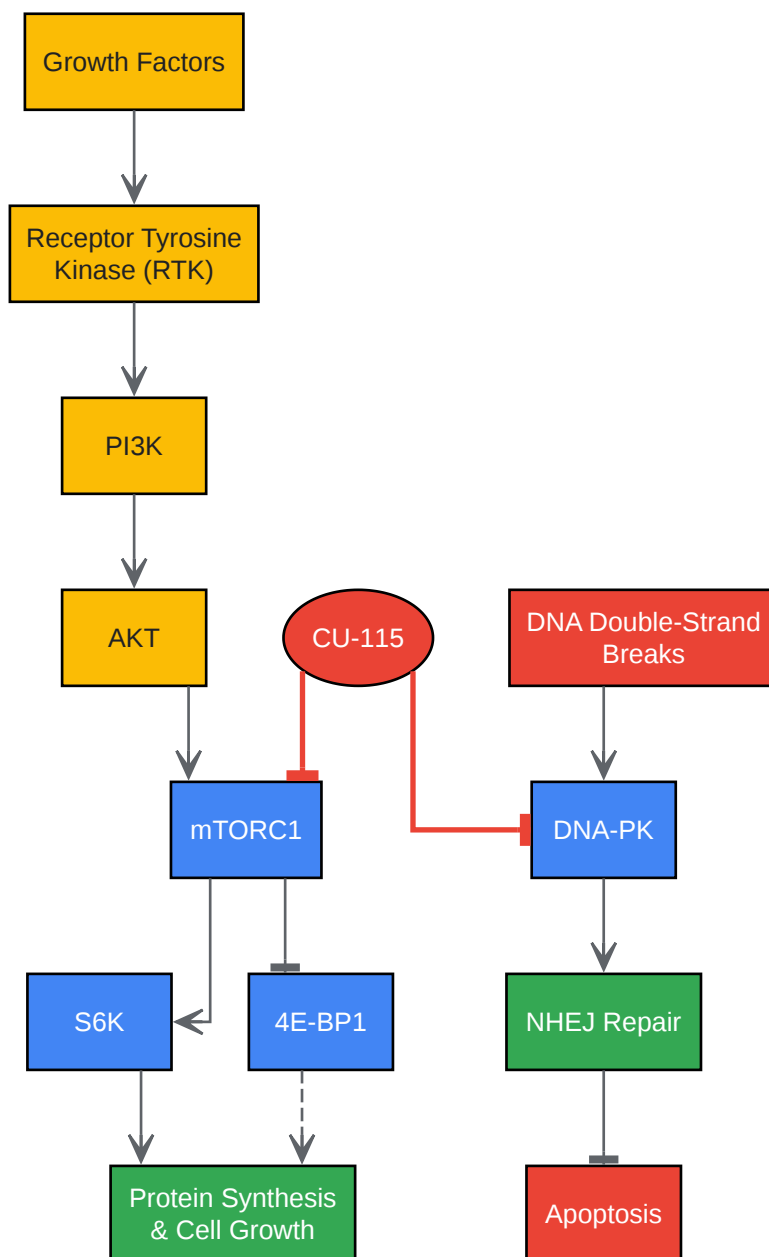 Growth Factors
Receptor Tyrosine
Kinase (RTK)
PI3K
AKT
CU-115
DNA Double-Strand
Breaks
mTORC1
DNA-PK
S6K
4E-BP1
NHEJ Repair
Protein Synthesis
& Cell Growth
Apoptosis